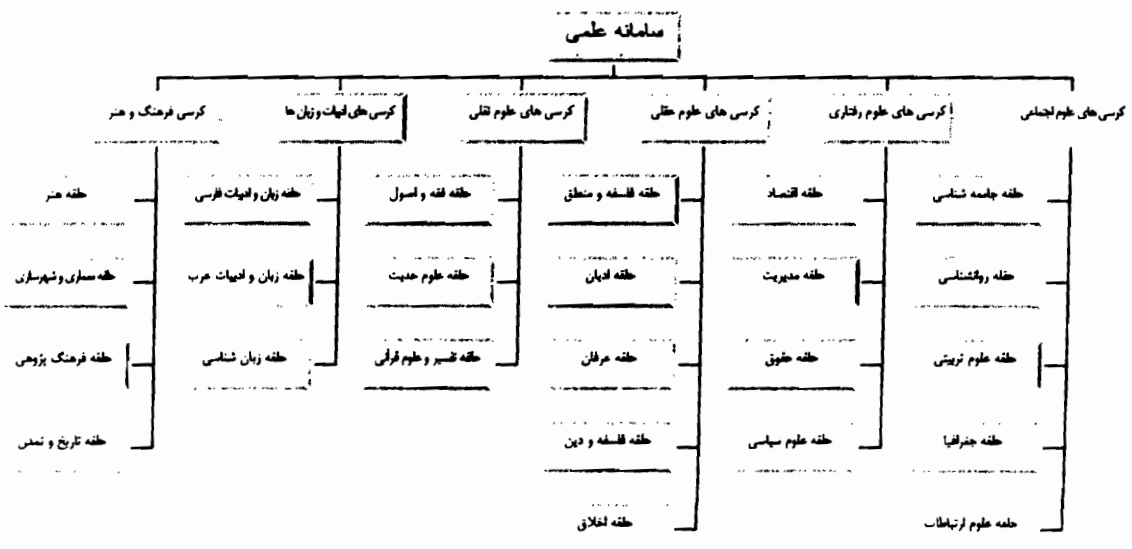 سامانه علمی
کرسی های علوم اجتماعی
کرسی های علوم رفتاری
کرسی های علوم عقلی
کرسی های علوم نقلی
کرسی های ادبیات و زبان ها
کرسی فرهنگ و هنر
حلقه جامعه شناسی
حلقه اقتصاد
حلقه فلسفه و منطق
حلقه فقه و اصول
حلقه زبان و ادبیات فارسی
حلقه هنر
حلقه روانشناسی
حلقه مدیریت
حلقه ادیان
حلقه علوم حدیت
حلقه زبان و ادبیات عرب
حلقه معماری و شهرسازی
حلقه علوم تربیتی
حلقه حقوق
حلقه عرفان
حلقه تفسیر و علوم قرآنی
حلقه زبان شناسی
حلقه فرهنگ پژوهی
حلقه جغرافیا
حلقه علوم سیاسی
حلقه فلسفه و دین
حلقه تاریخ و تمدن
حلقه علوم ارتباطات
حلقه اخلاق